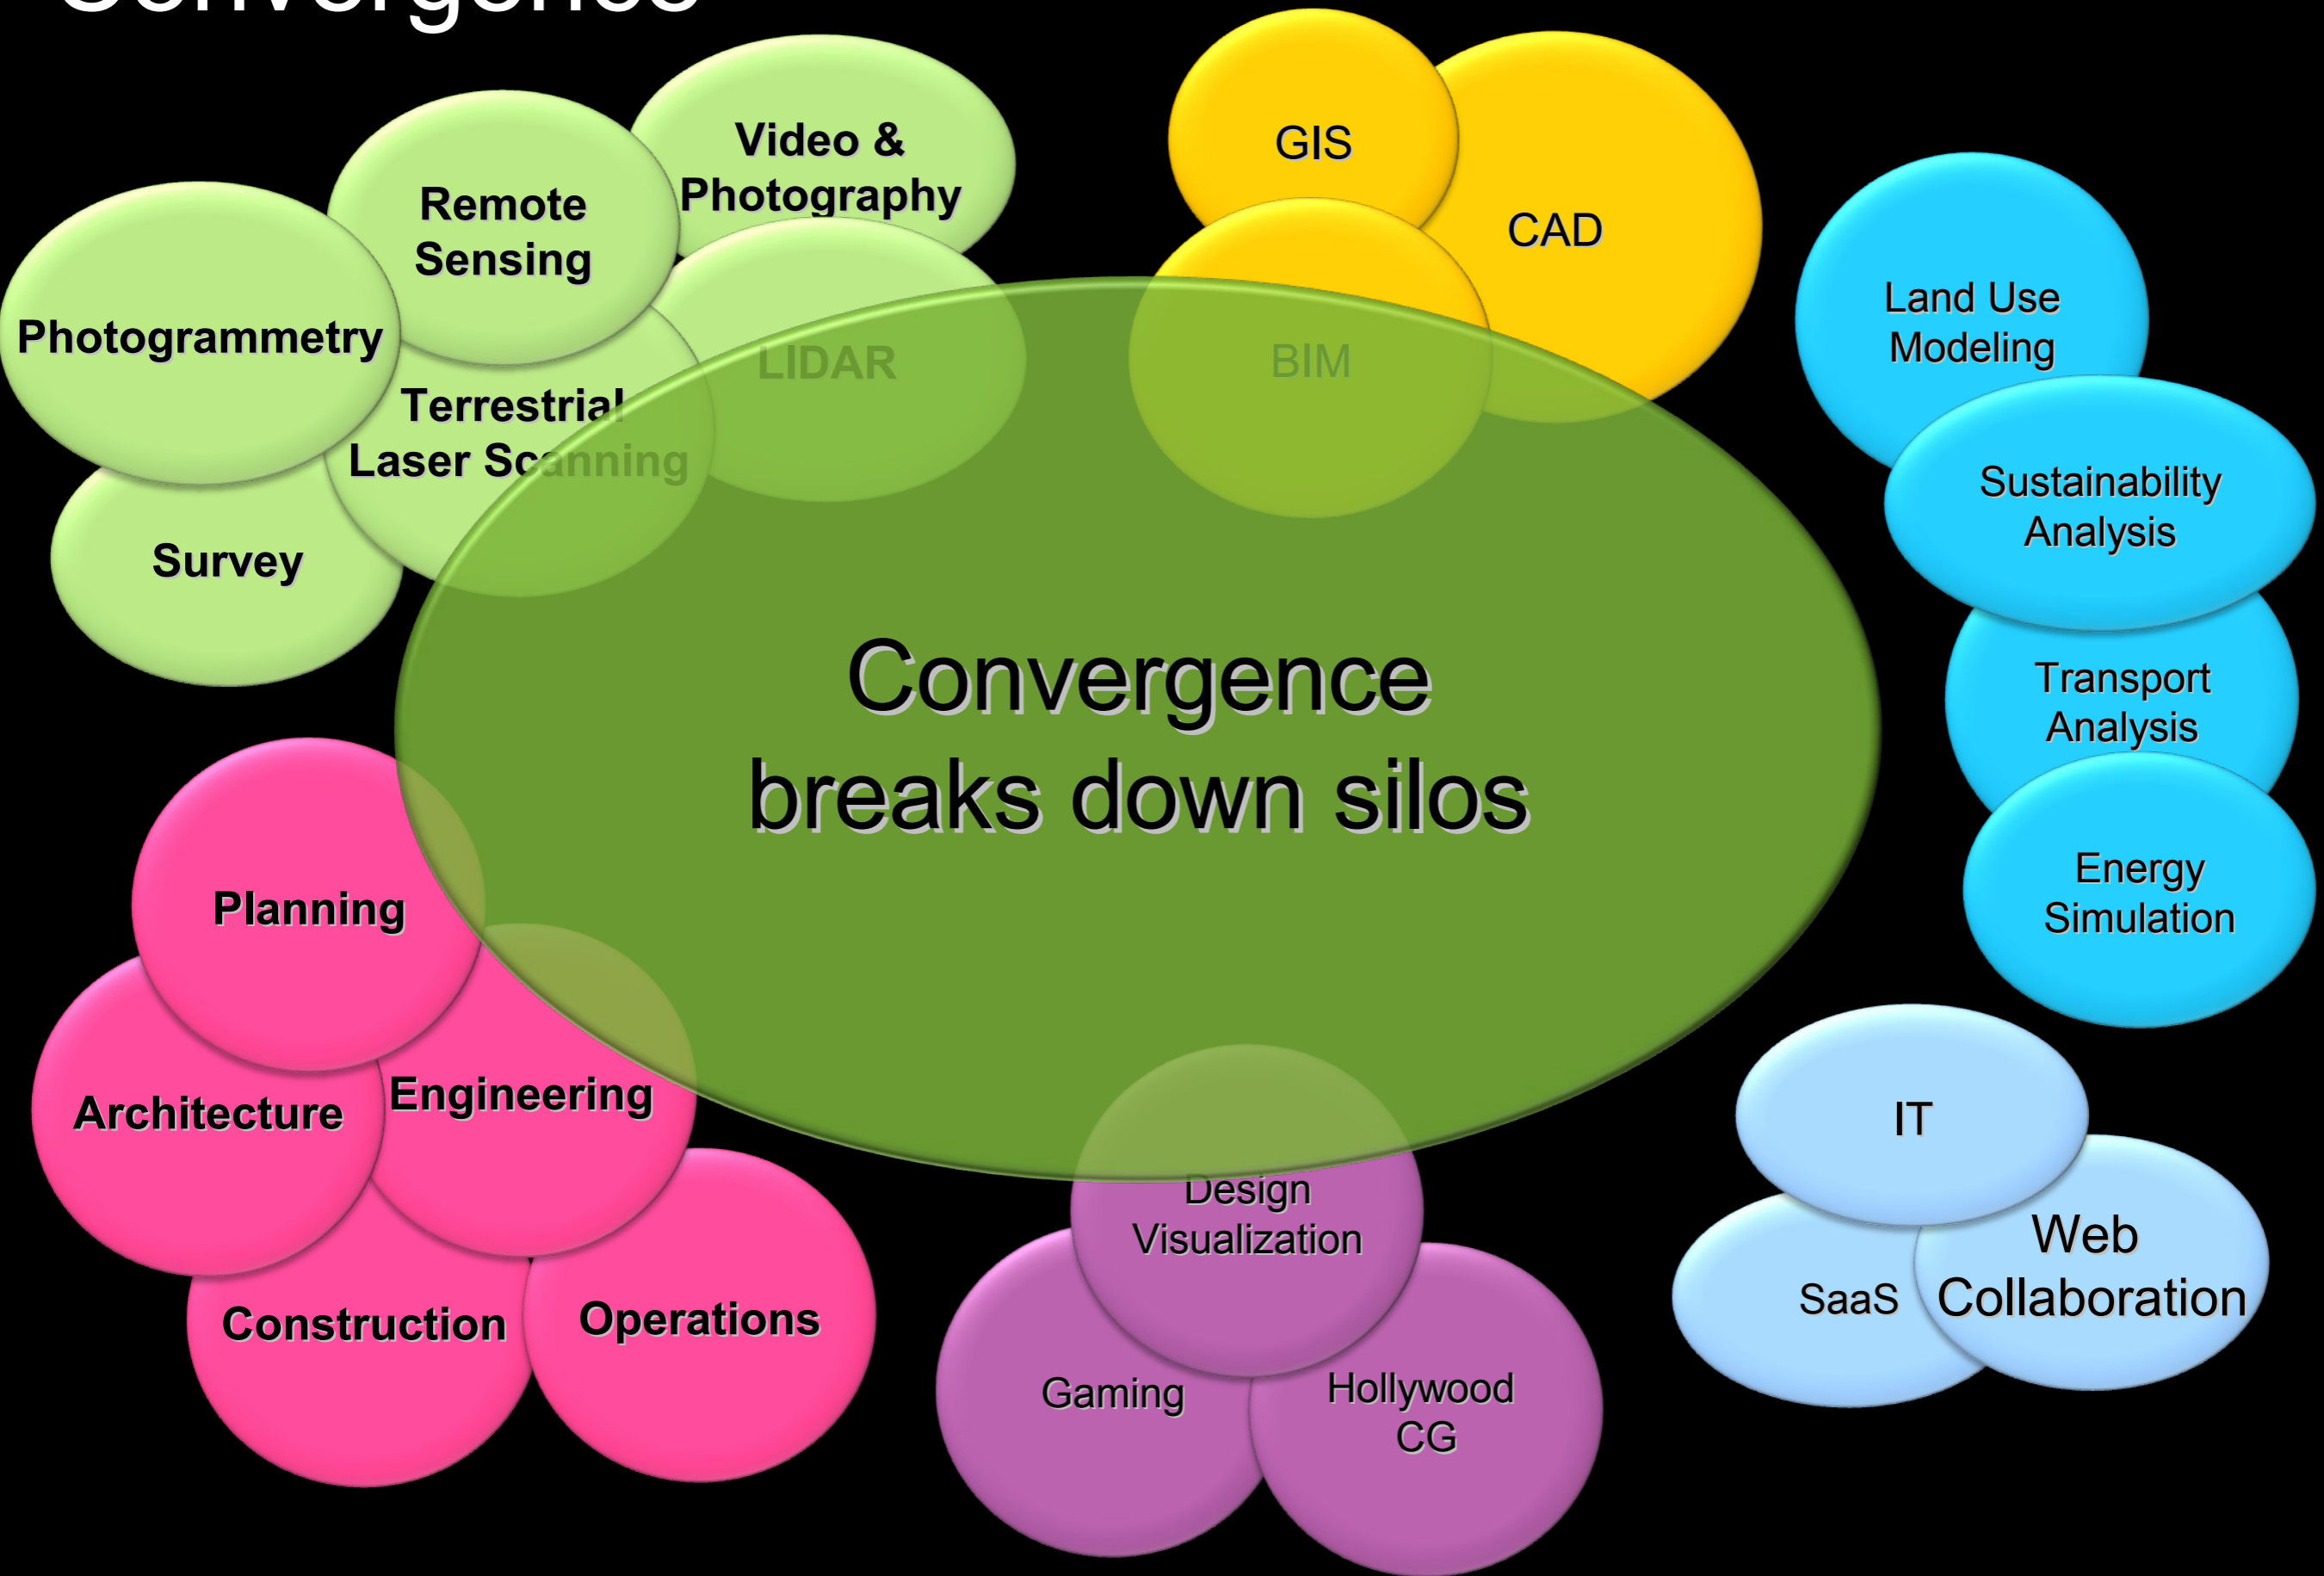 Convergence
Video &
Photography
Remote
Sensing
Photogrammetry
LIDAR
Terrestrial
Laser Scanning
Survey
GIS
CAD
BIM
Land Use
Modeling
Sustainability
Analysis
Transport
Analysis
Energy
Simulation
Convergence
breaks down silos
Planning
Architecture
Engineering
Construction
Operations
Design
Visualization
Gaming
Hollywood
CG
IT
SaaS
Web
Collaboration